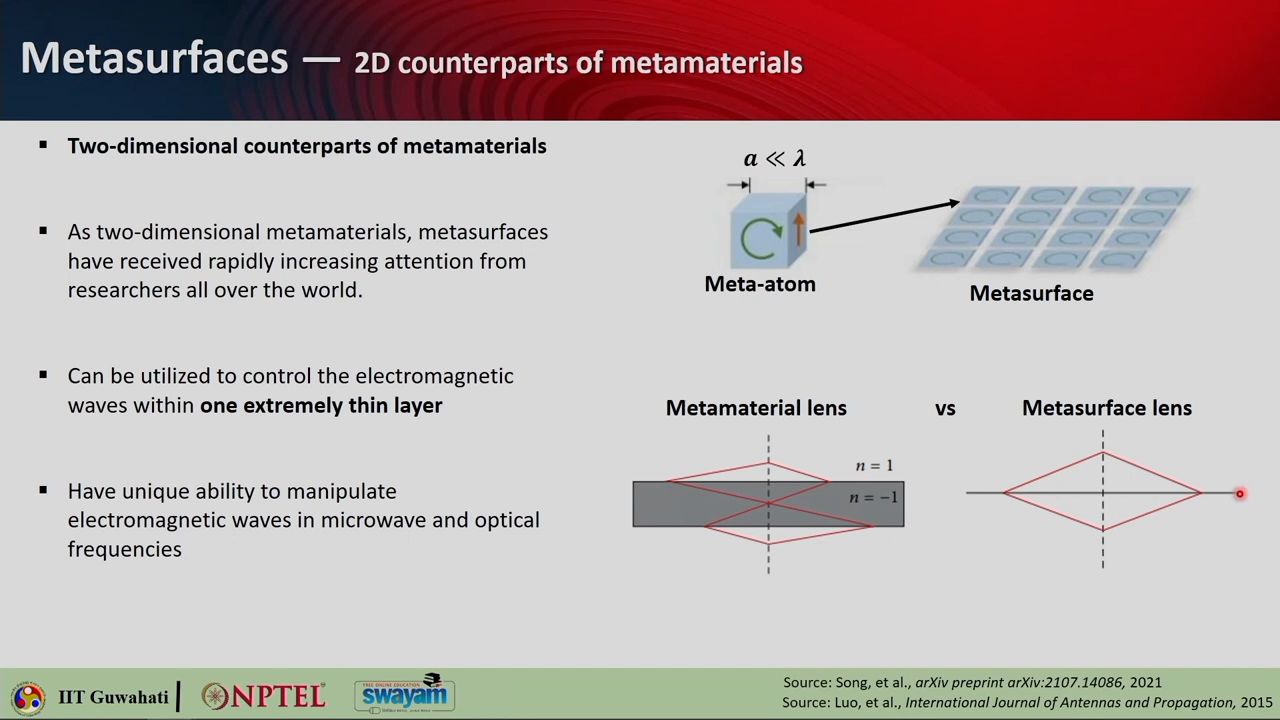 Metasurfaces — 2D counterparts of metamaterials
▪ Two-dimensional counterparts of metamaterials
▪ As two-dimensional metamaterials, metasurfaces
have received rapidly increasing attention from
researchers all over the world.
▪ Can be utilized to control the electromagnetic
waves within one extremely thin layer
▪ Have unique ability to manipulate
electromagnetic waves in microwave and optical
frequencies
a ≪ λ
Meta-atom
Metasurface
Metamaterial lens vs Metasurface lens
n = 1
n = −1
IIT Guwahati
NPTEL
FREE ONLINE EDUCATION
swayam
Source: Song, et al., arXiv preprint arXiv:2107.14086, 2021
Source: Luo, et al., International Journal of Antennas and Propagation, 2015